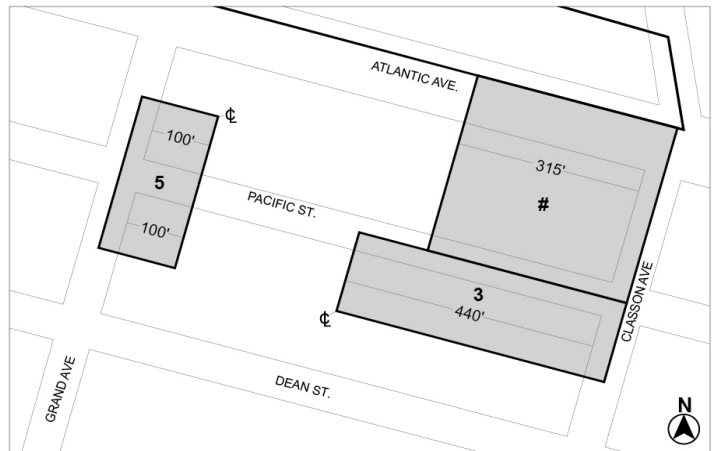 ATLANTIC AVE.
℄
100'
315'
5
#
PACIFIC ST.
100'
3
440'
℄
CLASSON AVE
GRAND AVE
DEAN ST.
N